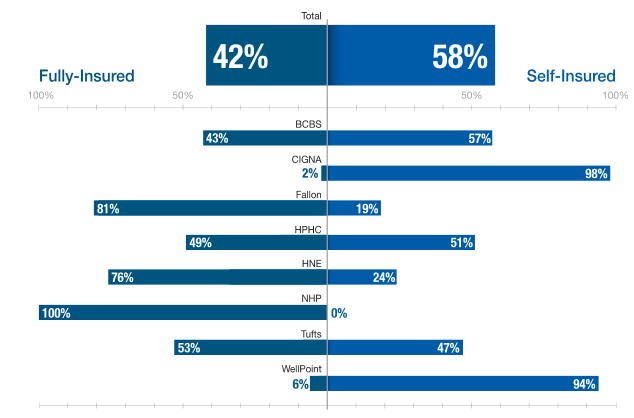 Total
42% 58%
Fully-Insured Self-Insured
100% 50% 50% 100%
BCBS
43% 57%
CIGNA
2% 98%
Fallon
81% 19%
HPHC
49% 51%
HNE
76% 24%
NHP
100% 0%
Tufts
53% 47%
WellPoint
6% 94%